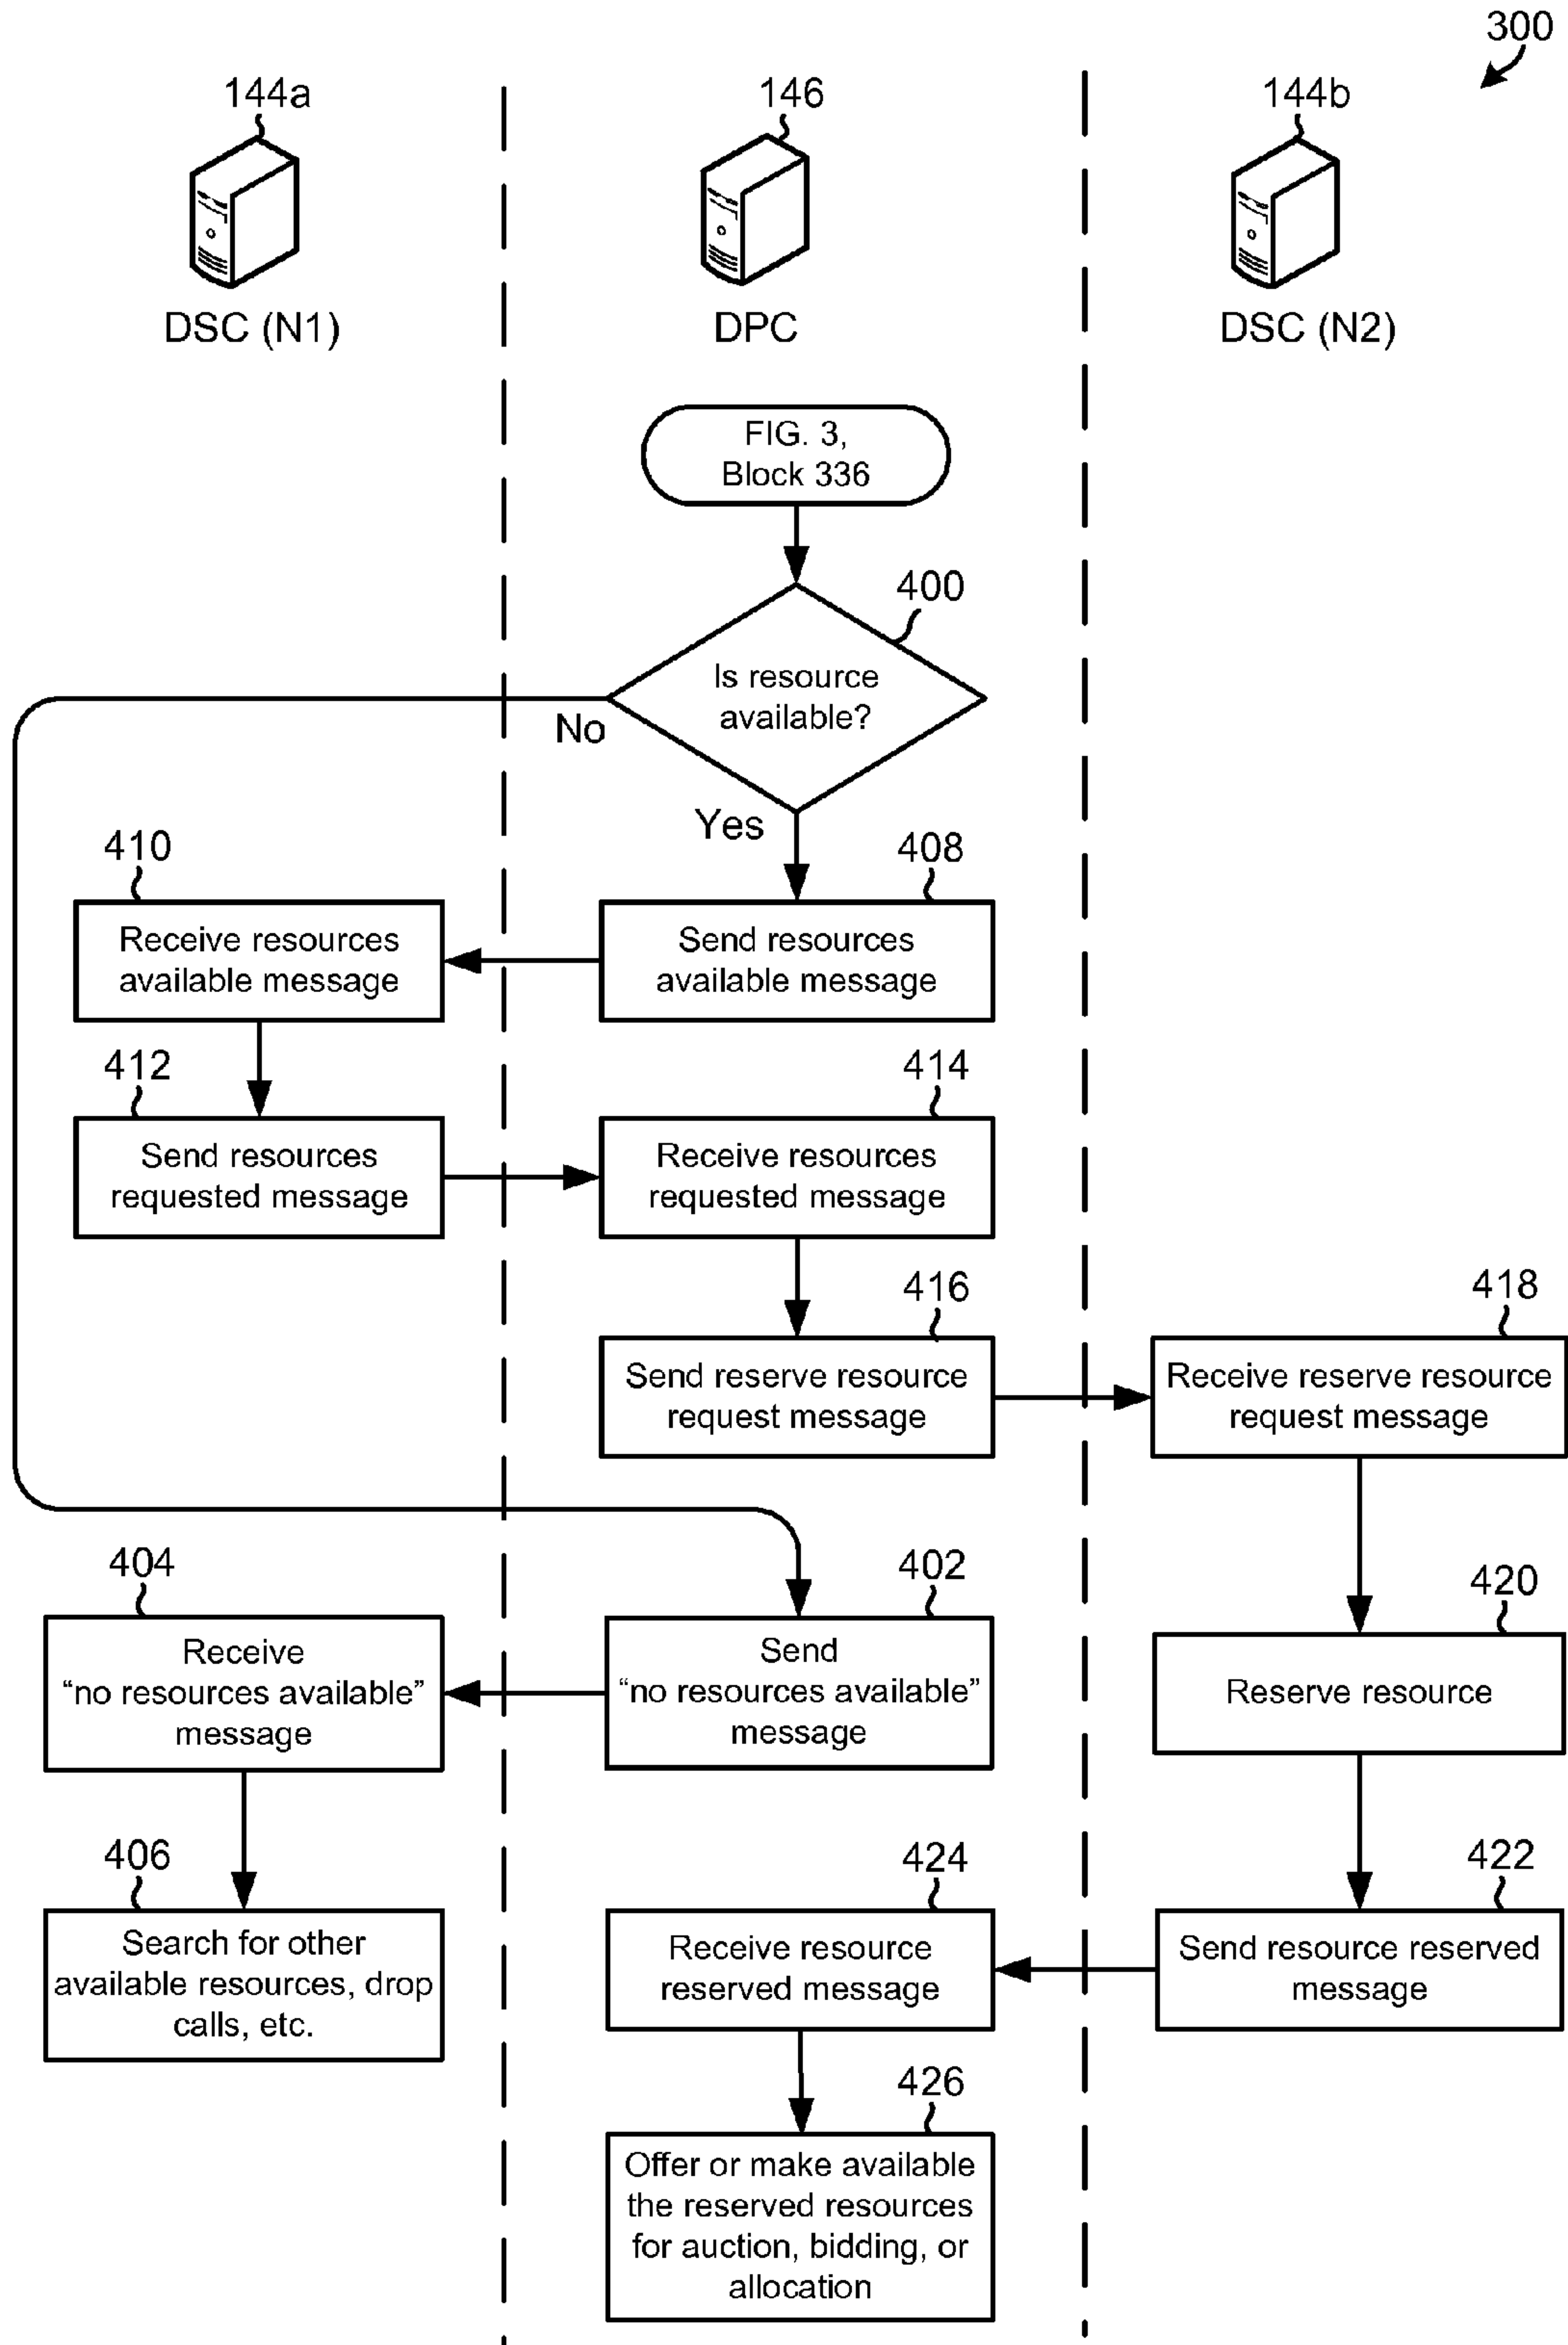 300
144a
146
144b
DSC (N1)
DPC
DSC (N2)
FIG. 3,
Block 336
400
Is resource
available?
No
Yes
410
408
Receive resources
available message
Send resources
available message
412
414
Send resources
requested message
Receive resources
requested message
416
418
Send reserve resource
request message
Receive reserve resource
request message
404
402
420
Receive
“no resources available”
message
Send
“no resources available”
message
Reserve resource
406
424
422
Search for other
available resources, drop
calls, etc.
Receive resource
reserved message
Send resource reserved
message
426
Offer or make available
the reserved resources
for auction, bidding, or
allocation